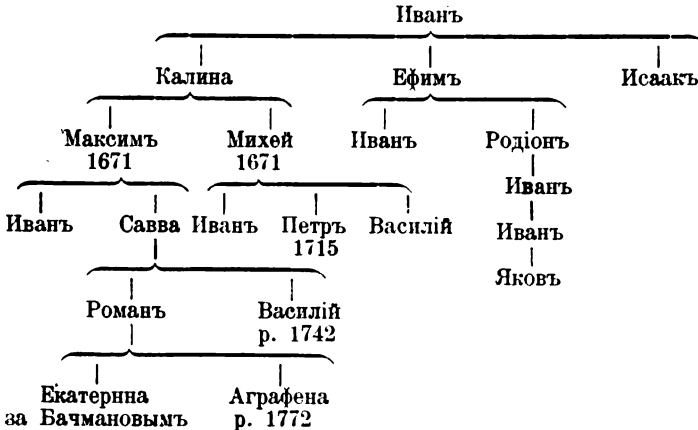 Иванъ
Калина Ефимъ Исаакъ
Максимъ Михей Иванъ Родіонъ
1671 1671
Иванъ
Иванъ Савва Иванъ Петръ Василій
1715
Иванъ
Яковъ
Романъ Василій
р. 1742
Екатерина Аграфена
за Бачмановымъ р. 1772